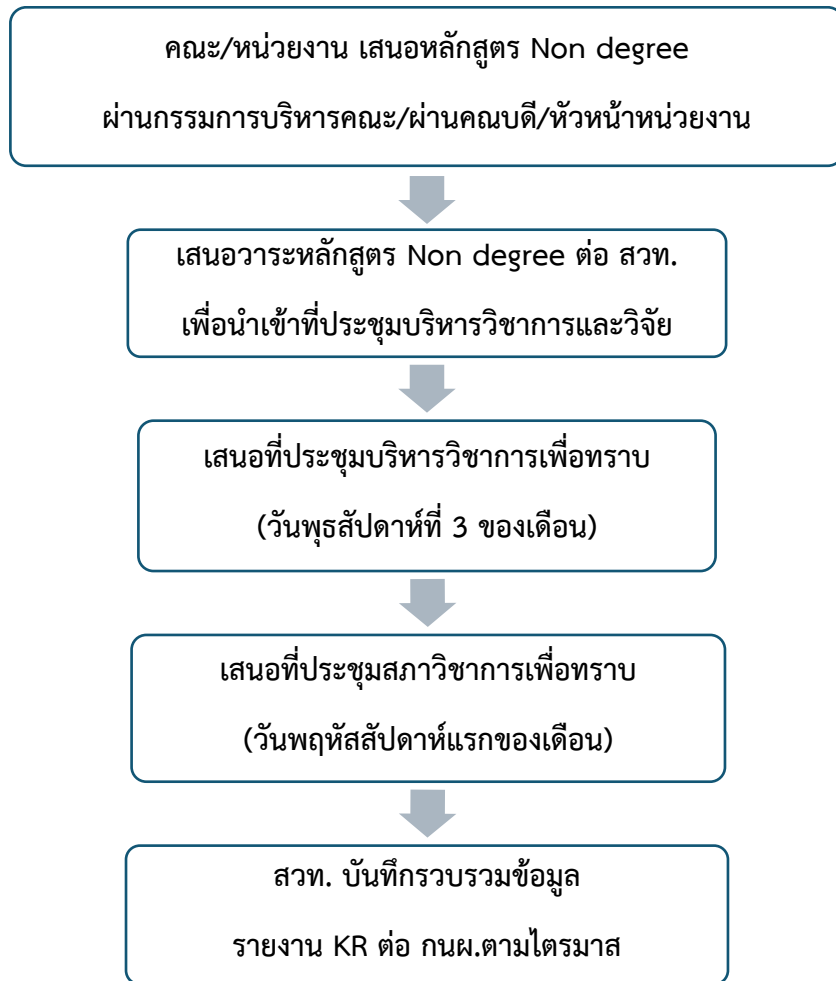 คณะ/หน่วยงาน เสนอหลักสูตร Non degree
ผ่านกรรมการบริหารคณะ/ผ่านคณบดี/หัวหน้าหน่วยงาน
เสนอวาระหลักสูตร Non degree ต่อ สวท.
เพื่อนำเข้าที่ประชุมบริหารวิชาการและวิจัย
เสนอที่ประชุมบริหารวิชาการเพื่อทราบ
(วันพุธสัปดาห์ที่ 3 ของเดือน)
เสนอที่ประชุมสภาวิชาการเพื่อทราบ
(วันพฤหัสสัปดาห์แรกของเดือน)
สวท. บันทึกรวบรวมข้อมูล
รายงาน KR ต่อ กนผ.ตามไตรมาส